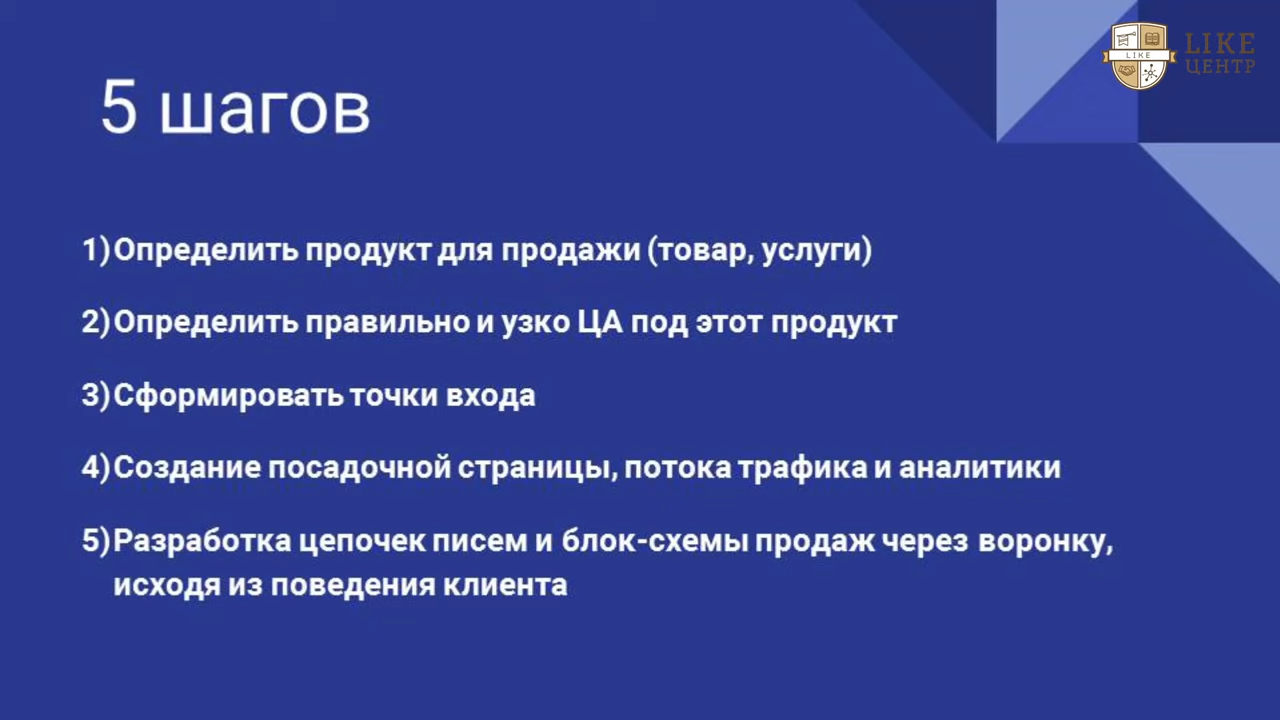 LIKE
LIKE
ЦЕНТР
5 шагов
1) Определить продукт для продажи (товар, услуги)
2) Определить правильно и узко ЦА под этот продукт
3) Сформировать точки входа
4) Создание посадочной страницы, потока трафика и аналитики
5) Разработка цепочек писем и блок-схемы продаж через воронку,
исходя из поведения клиента